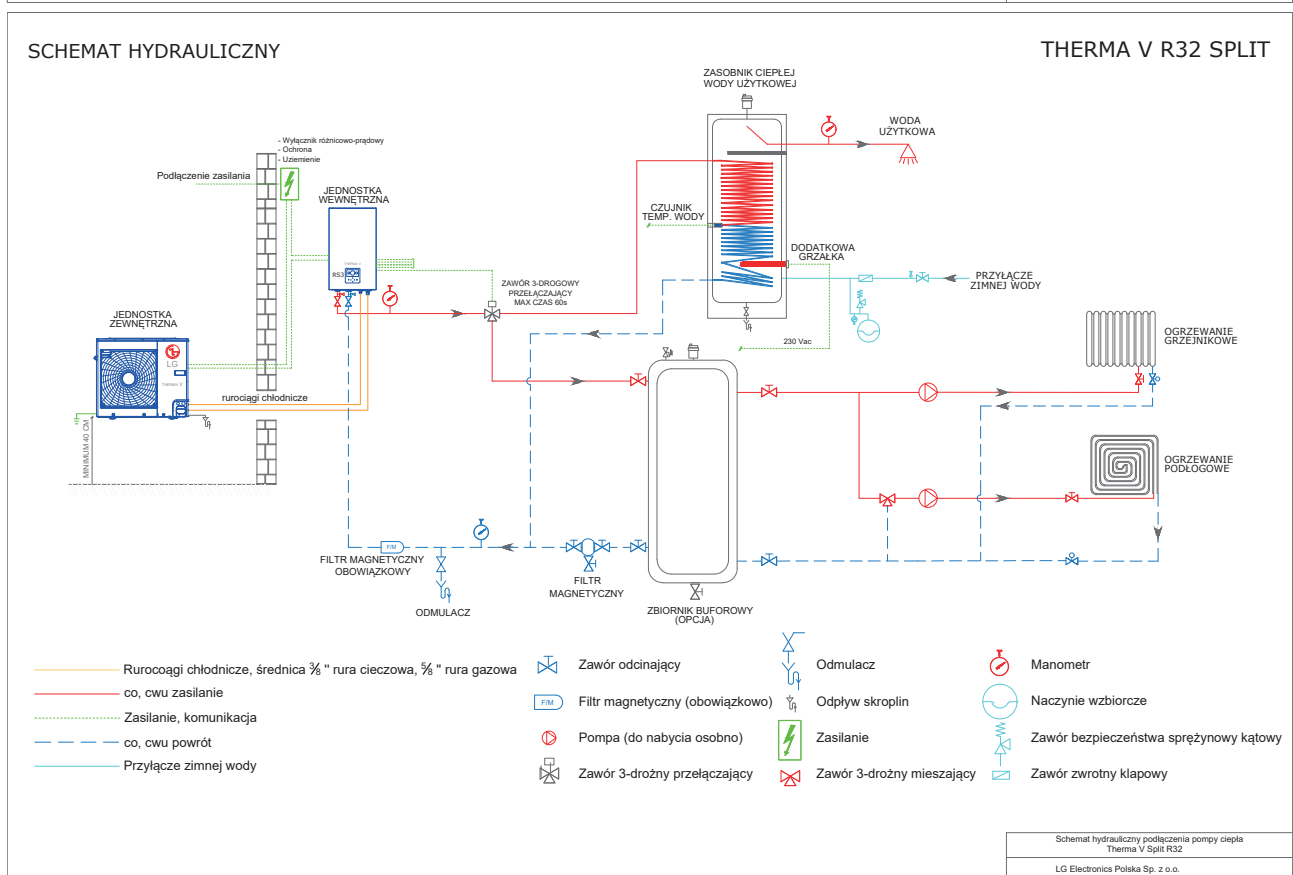 SCHEMAT HYDRAULICZNY
THERMA V R32 SPLIT
ZASOBNIK CIEPŁEJ
WODY UŻYTKOWEJ
WODA
UŻYTKOWA
- Wyłącznik różnicowo-prądowy
- Ochrona
- Uziemienie
Podłączenie zasilania
JEDNOSTKA
WEWNĘTRZNA
THERMA V
RS3
CZUJNIK
TEMP. WODY
DODATKOWA
GRZAŁKA
PRZYŁĄCZE
ZIMNEJ WODY
ZAWÓR 3-DROGOWY
PRZEŁĄCZAJĄCY
MAX CZAS 60s
JEDNOSTKA
ZEWNĘTRZNA
LG
THERMA V
rurociągi chłodnicze
MINIMUM 40 CM
230 Vac
OGRZEWANIE
GRZEJNIKOWE
OGRZEWANIE
PODŁOGOWE
F/M
FILTR MAGNETYCZNY
OBOWIĄZKOWY
ODMULACZ
FILTR
MAGNETYCZNY
ZBIORNIK BUFOROWY
(OPCJA)
Rurocoągi chłodnicze, średnica 3/8 " rura cieczowa, 5/8 " rura gazowa
co, cwu zasilanie
Zasilanie, komunikacja
co, cwu powrót
Przyłącze zimnej wody
Zawór odcinający
F/M
Filtr magnetyczny (obowiązkowo)
Pompa (do nabycia osobno)
Zawór 3-drożny przełączający
Odmulacz
Odpływ skroplin
Zasilanie
Zawór 3-drożny mieszający
Manometr
Naczynie wzbiorcze
Zawór bezpieczeństwa sprężynowy kątowy
Zawór zwrotny klapowy
Schemat hydrauliczny podłączenia pompy ciepła
Therma V Split R32
LG Electronics Polska Sp. z o.o.